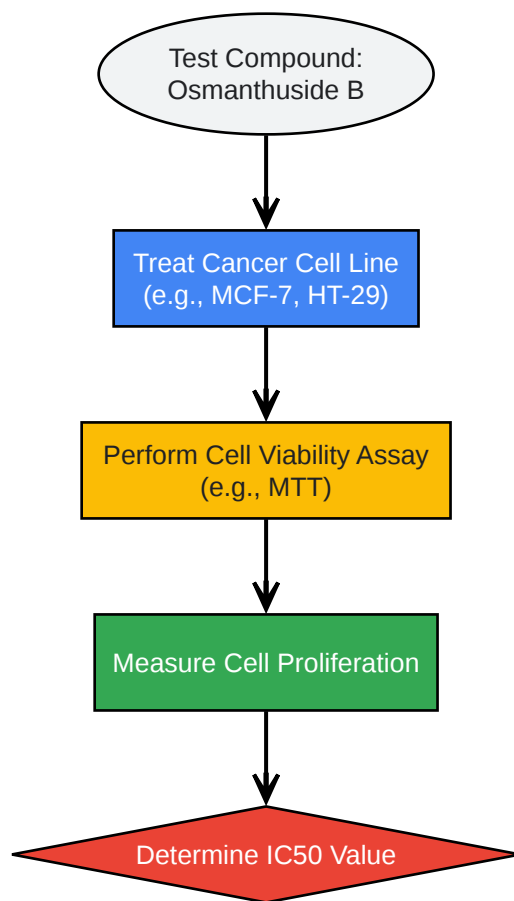 Test Compound:
Osmanthuside B
Treat Cancer Cell Line
(e.g., MCF-7, HT-29)
Perform Cell Viability Assay
(e.g., MTT)
Measure Cell Proliferation
Determine IC50 Value